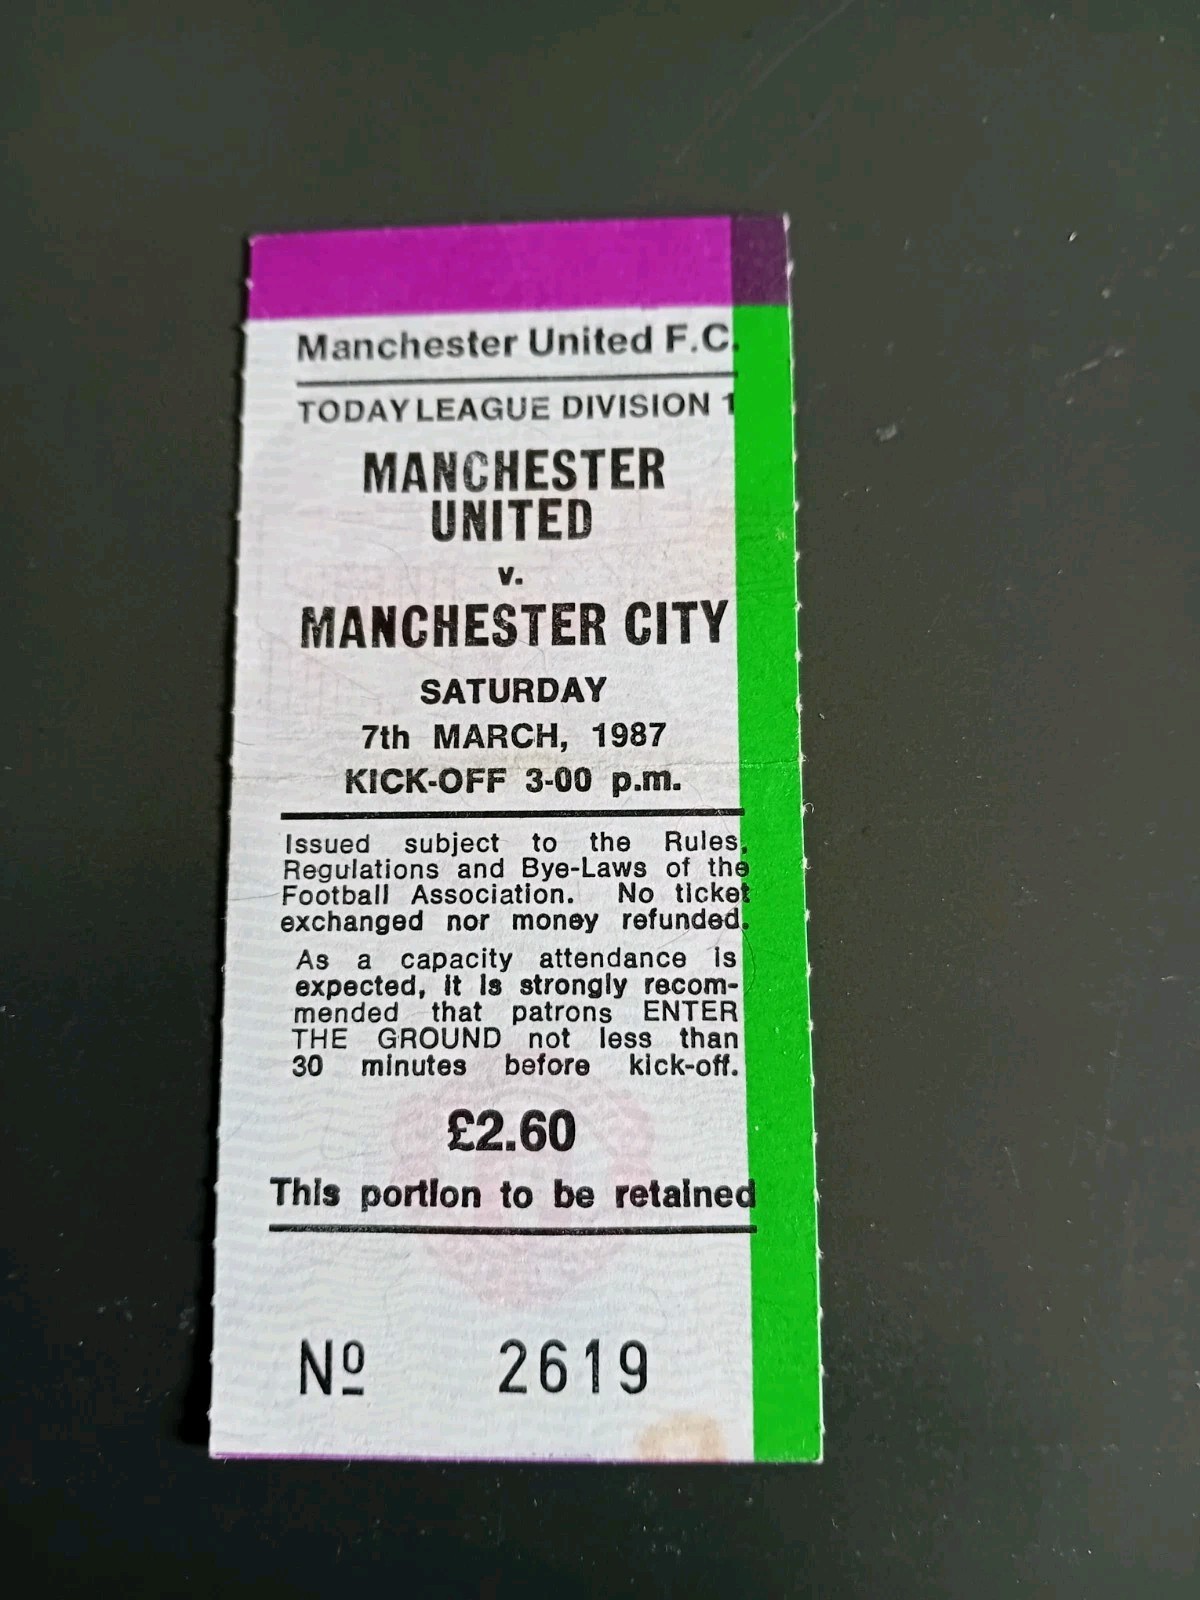 Manchester United F.C.
TODAY LEAGUE DIVISION 1
MANCHESTER
UNITED
v.
MANCHESTER CITY
SATURDAY
7th MARCH, 1987
KICK-OFF 3-00 p.m.
Issued subject to the Rules,
Regulations and Bye-Laws of the
Football Association. No ticket
exchanged nor money refunded.
As a capacity attendance is
expected, it is strongly recom-
mended that patrons ENTER
THE GROUND not less than
30 minutes before kick-off.
£2.60
This portion to be retained
Nº 2619